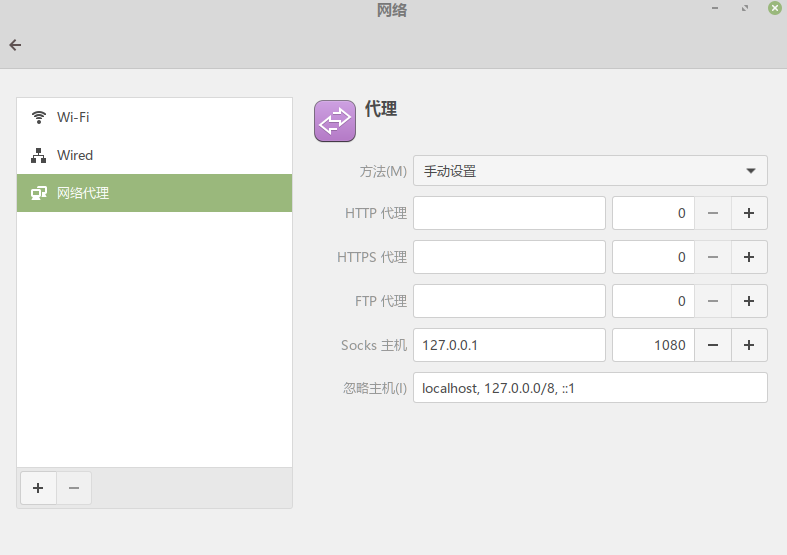 网络
Wi-Fi
Wired
网络代理
代理
方法(M) 手动设置
HTTP 代理 0 − +
HTTPS 代理 0 − +
FTP 代理 0 − +
Socks 主机 127.0.0.1 1080 − +
忽略主机(I) localhost, 127.0.0.0/8, ::1
+ −